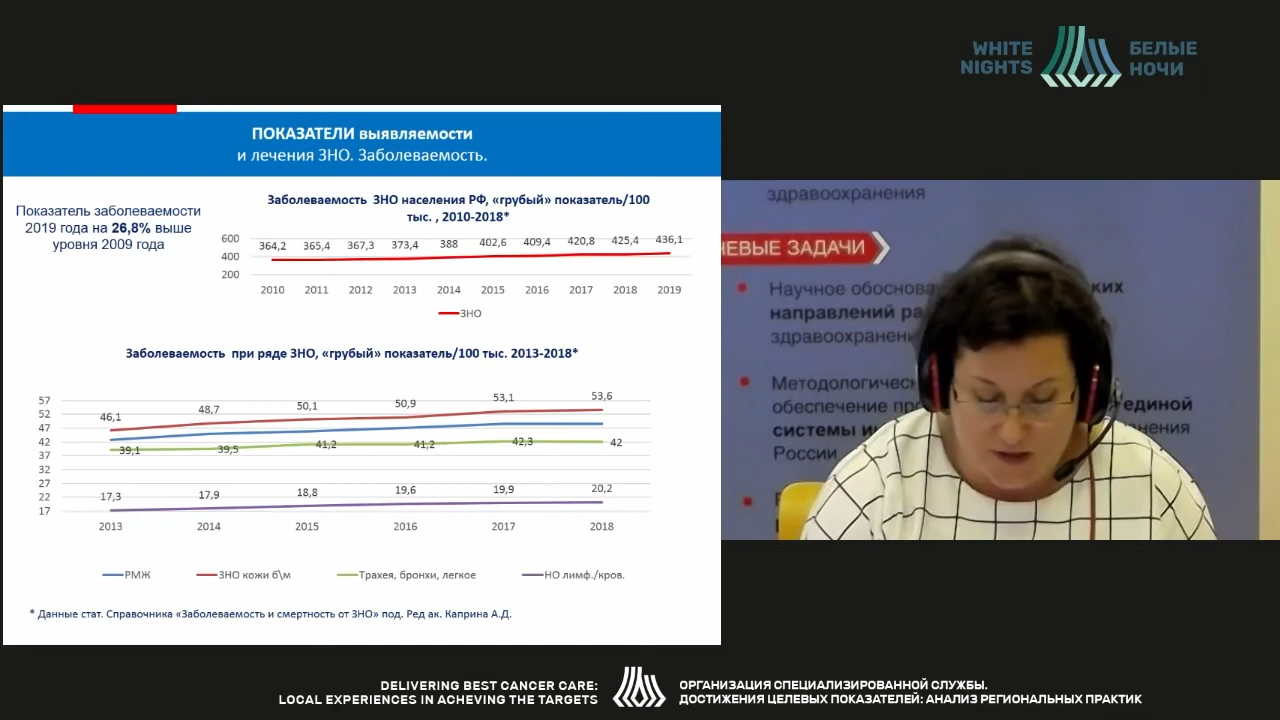 WHITE
NIGHTS
БЕЛЫЕ
НОЧИ
ПОКАЗАТЕЛИ выявляемости
и лечения ЗНО. Заболеваемость.
Показатель заболеваемости
2019 года на 26,8% выше
уровня 2009 года
Заболеваемость ЗНО населения РФ, «грубый» показатель/100
тыс. , 2010-2018*
600
400
200
364,2 365,4 367,3 373,4 388 402,6 409,4 420,8 425,4 436,1
2010 2011 2012 2013 2014 2015 2016 2017 2018 2019
ЗНО
Заболеваемость при ряде ЗНО, «грубый» показатель/100 тыс. 2013-2018*
57
52
47
42
37
32
27
22
17
46,1 48,7 50,1 50,9 53,1 53,6
39,1 39,5 41,2 41,2 42,3 42
17,3 17,9 18,8 19,6 19,9 20,2
2013 2014 2015 2016 2017 2018
РМЖ ЗНО кожи б\м Трахея, бронхи, легкое НО лимф./кров.
* Данные стат. Справочника «Заболеваемость и смертность от ЗНО» под. Ред ак. Каприна А.Д.
здравоохранения
ЕВЫЕ ЗАДАЧИ
Научное обоснова ких
направлений ра
здравоохранени
Методологичес
обеспечение про единой
системы ин нения
России
DELIVERING BEST CANCER CARE:
LOCAL EXPERIENCES IN ACHEVING THE TARGETS
ОРГАНИЗАЦИЯ СПЕЦИАЛИЗИРОВАННОЙ СЛУЖБЫ.
ДОСТИЖЕНИЯ ЦЕЛЕВЫХ ПОКАЗАТЕЛЕЙ: АНАЛИЗ РЕГИОНАЛЬНЫХ ПРАКТИК